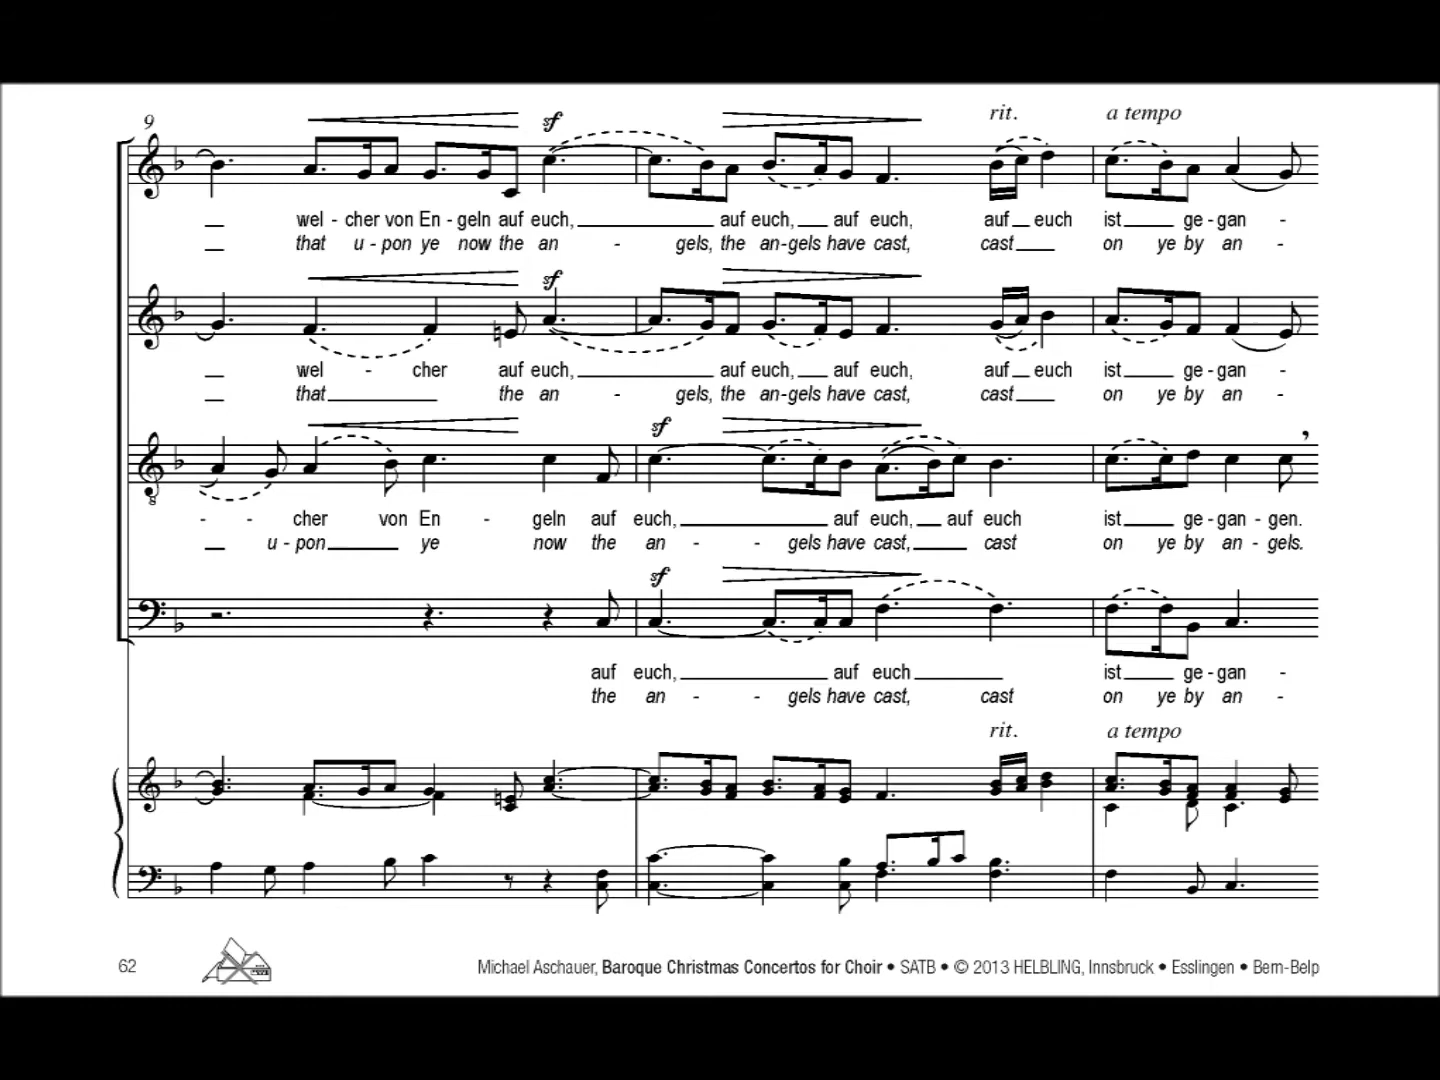 9
sf
rit.
a tempo
wel - cher von En - geln auf euch, auf euch, auf euch, auf euch ist ge - gan -
that u - pon ye now the an - gels, the an - gels have cast, cast on ye by an -
sf
wel - cher auf euch, auf euch, auf euch, auf euch ist ge - gan -
that the an - gels, the an - gels have cast, cast on ye by an -
sf
- - cher von En - geln auf euch, auf euch, auf euch ist ge - gan - gen.
u - pon ye now the an - - gels have cast, cast on ye by an - gels.
sf
auf euch, auf euch ist ge - gan -
the an - - gels have cast, cast on ye by an -
rit.
a tempo
62
Michael Aschauer, Baroque Christmas Concertos for Choir • SATB • © 2013 HELBLING, Innsbruck • Esslingen • Bern-Belp